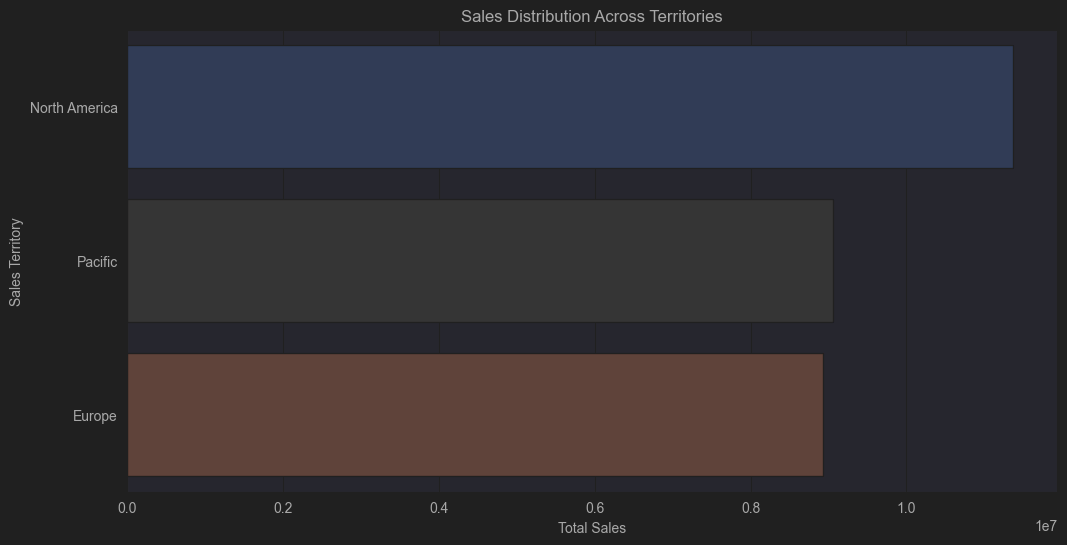 Sales Distribution Across Territories
Sales Territory
North America
Pacific
Europe
0.0 0.2 0.4 0.6 0.8 1.0
1e7
Total Sales